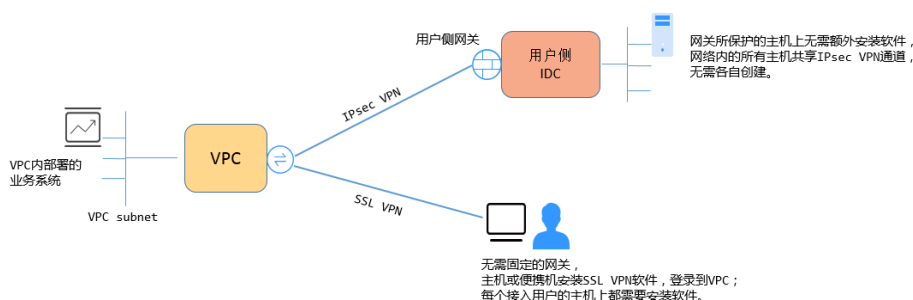 用户侧网关
用户侧
IDC
网关所保护的主机上无需额外安装软件，
网络内的所有主机共享IPsec VPN通道，
无需各自创建。
IPsec VPN
VPC
VPC内部署的
业务系统
VPC subnet
SSL VPN
无需固定的网关，
主机或便携机安装SSL VPN软件，登录到VPC；
每个接入用户的主机上都需要安装软件。